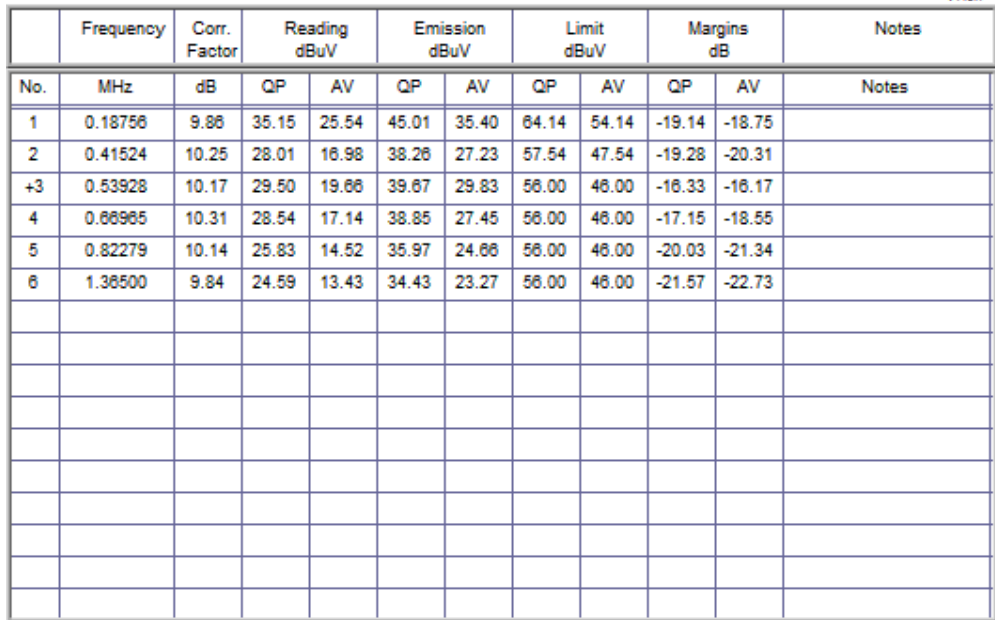 Frequency Corr. Factor Reading dBuV Emission dBuV Limit dBuV Margins dB Notes
No. MHz dB QP AV QP AV QP AV QP AV Notes
1 0.18756 9.86 35.15 25.54 45.01 35.40 64.14 54.14 -19.14 -18.75
2 0.41524 10.25 28.01 16.98 38.26 27.23 57.54 47.54 -19.28 -20.31
+3 0.53928 10.17 29.50 19.66 39.67 29.83 56.00 46.00 -16.33 -16.17
4 0.66965 10.31 28.54 17.14 38.85 27.45 56.00 46.00 -17.15 -18.55
5 0.82279 10.14 25.83 14.52 35.97 24.66 56.00 46.00 -20.03 -21.34
6 1.36500 9.84 24.59 13.43 34.43 23.27 56.00 46.00 -21.57 -22.73